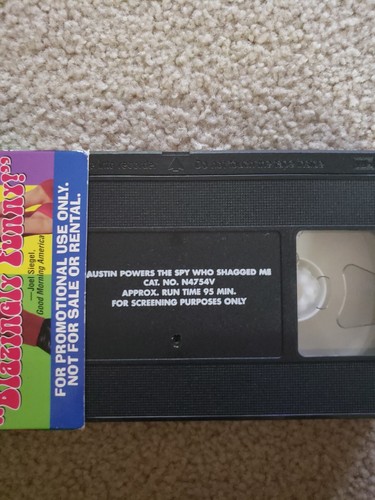 "Blazingly funny!"
—Joel Siegel,
Good Morning America
FOR PROMOTIONAL USE ONLY.
NOT FOR SALE OR RENTAL.
AUSTIN POWERS THE SPY WHO SHAGGED ME
CAT. NO. N4754V
APPROX. RUN TIME 95 MIN.
FOR SCREENING PURPOSES ONLY